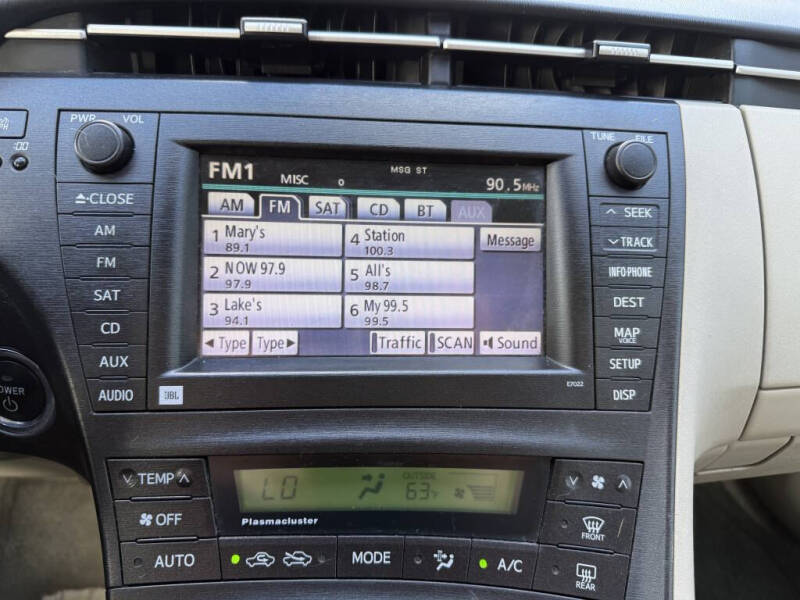 PWR VOL
TUNE FILE
:00
CLOSE
AM
FM
SAT
CD
AUX
AUDIO
JBL
FM1 MISC MSG ST 90.5MHz
AM FM SAT CD BT AUX
1 Mary's 89.1
4 Station 100.3
Message
2 NOW 97.9 97.9
5 All's 98.7
3 Lake's 94.1
6 My 99.5 99.5
◀ Type Type ▶ Traffic SCAN Sound
E7022
SEEK
TRACK
INFO·PHONE
DEST
MAP
VOICE
SETUP
DISP
POWER
TEMP
OFF
AUTO
LO OUTSIDE 63°F
Plasmacluster
MODE
A/C
FRONT
REAR